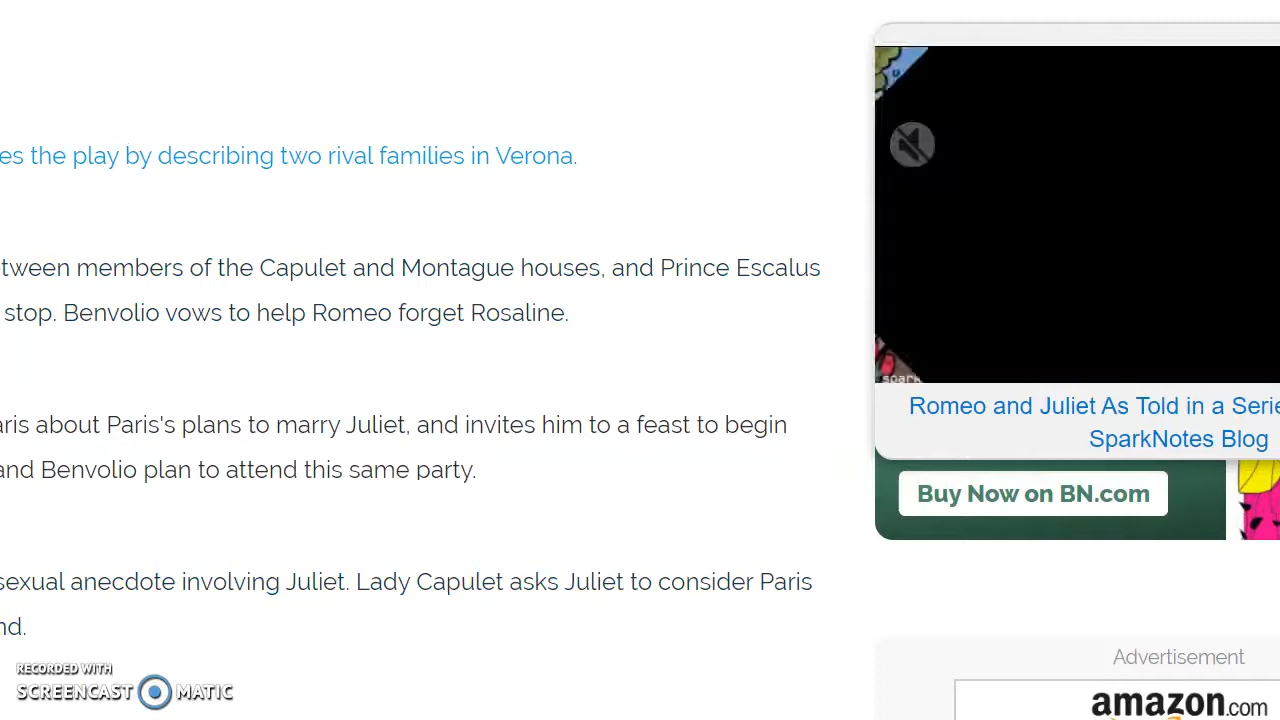 es the play by describing two rival families in Verona.
tween members of the Capulet and Montague houses, and Prince Escalus
stop. Benvolio vows to help Romeo forget Rosaline.
aris about Paris's plans to marry Juliet, and invites him to a feast to begin
and Benvolio plan to attend this same party.
sexual anecdote involving Juliet. Lady Capulet asks Juliet to consider Paris
nd.
RECORDED WITH
SCREENCAST MATIC
spark
Romeo and Juliet As Told in a Serie
SparkNotes Blog
Buy Now on BN.com
Advertisement
amazon.com